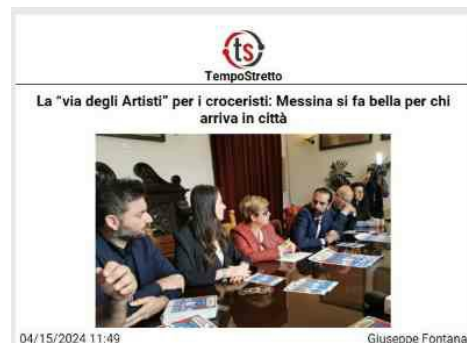 ts
TempoStretto
La "via degli Artisti" per i croceristi: Messina si fa bella per chi
arriva in città
04/15/2024 11:49
Giuseppe Fontana